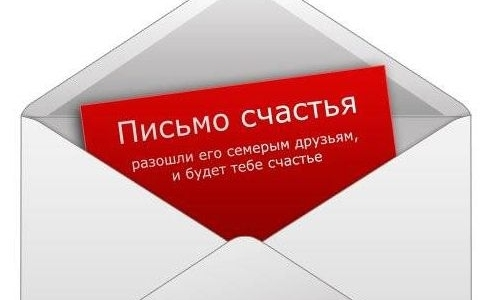 Письмо счастья
разошли его семерым друзьям,
и будет тебе счастье